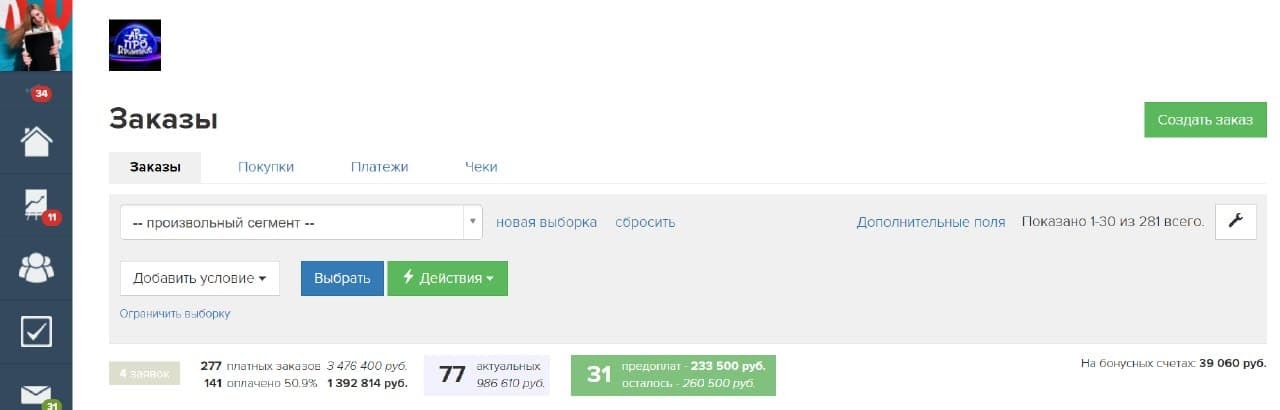 АРТ
ПРО
34
Заказы
Создать заказ
Заказы Покупки Платежи Чеки
11
-- произвольный сегмент -- новая выборка сбросить Дополнительные поля Показано 1-30 из 281 всего.
Добавить условие Выбрать Действия
Ограничить выборку
4 заявок
277 платных заказов 3 476 400 руб.
141 оплачено 50.9% 1 392 814 руб.
77 актуальных
986 610 руб.
31 предоплат - 233 500 руб.
осталось - 260 500 руб.
На бонусных счетах: 39 060 руб.
31